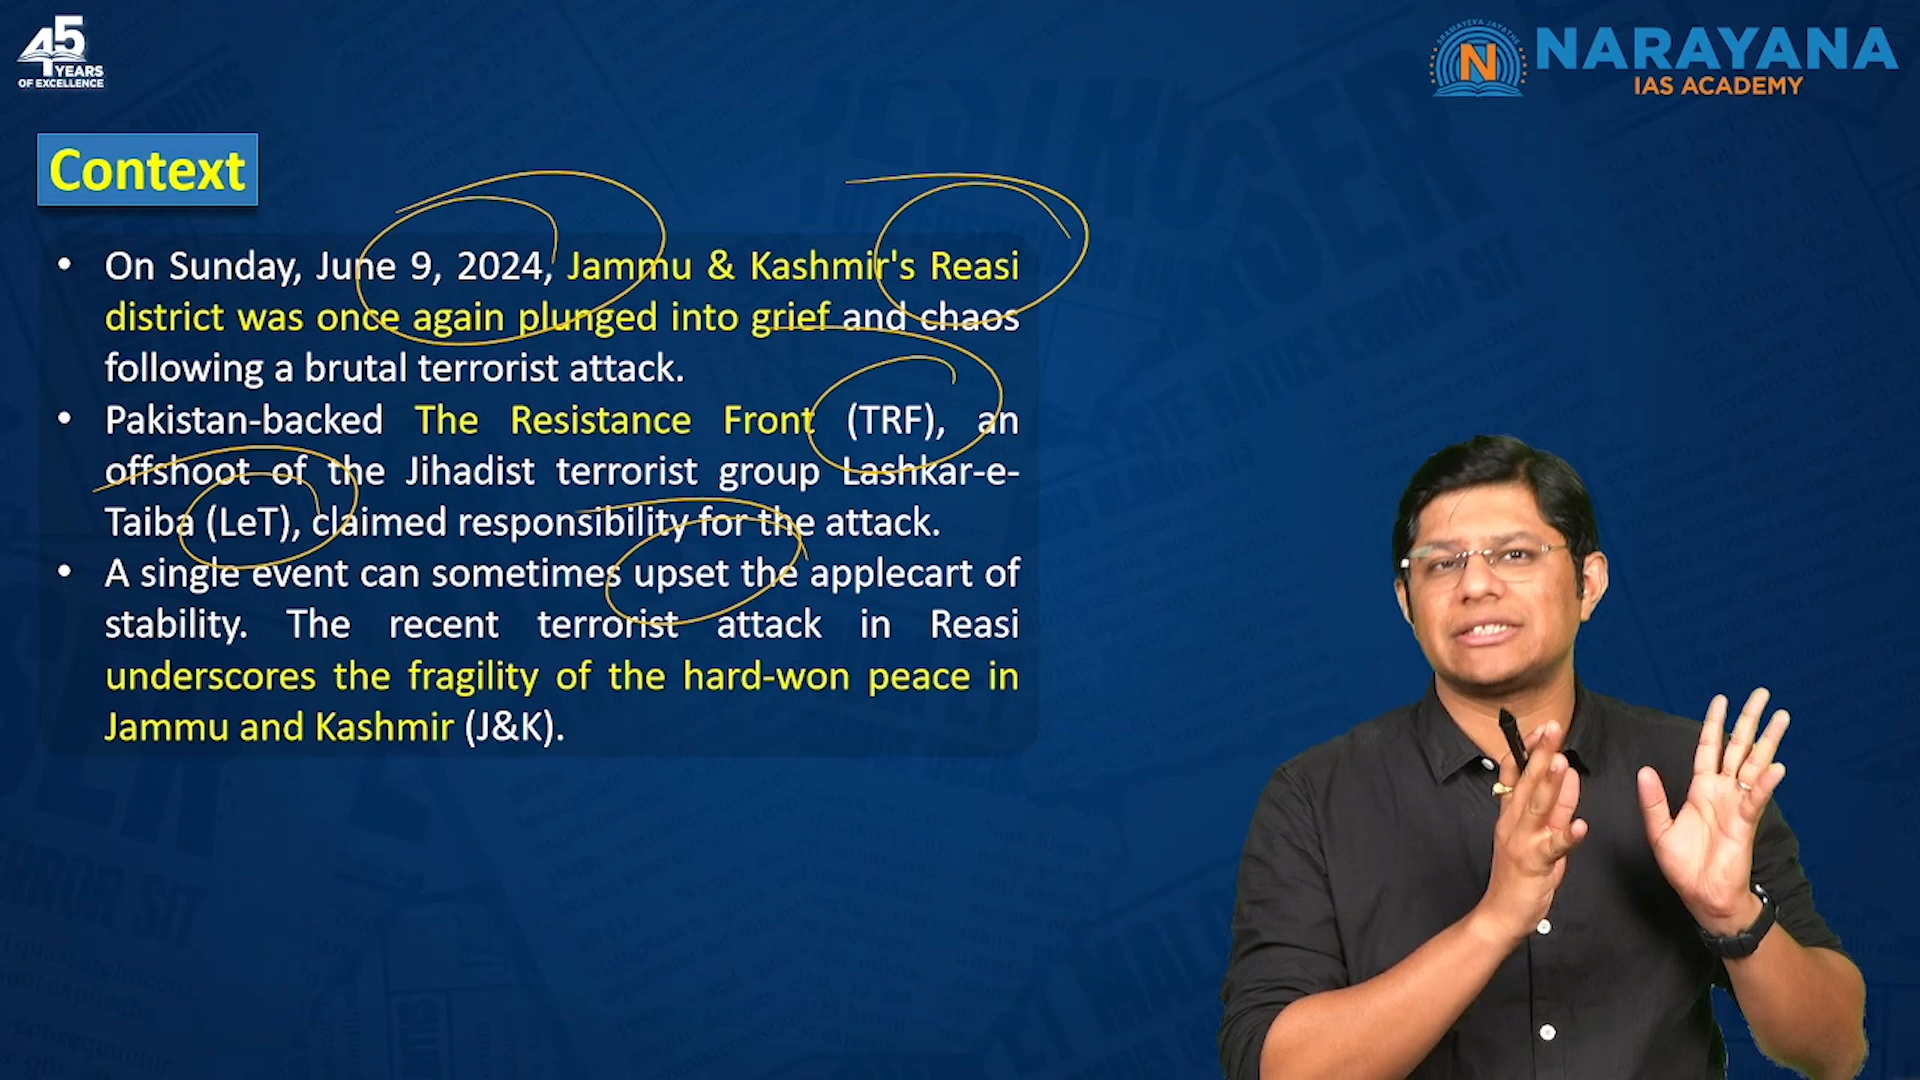 45
YEARS
OF EXCELLENCE
NARAYANA
IAS ACADEMY
Context
• On Sunday, June 9, 2024, Jammu & Kashmir's Reasi
district was once again plunged into grief and chaos
following a brutal terrorist attack.
• Pakistan-backed The Resistance Front (TRF), an
offshoot of the Jihadist terrorist group Lashkar-e-
Taiba (LeT), claimed responsibility for the attack.
• A single event can sometimes upset the applecart of
stability. The recent terrorist attack in Reasi
underscores the fragility of the hard-won peace in
Jammu and Kashmir (J&K).